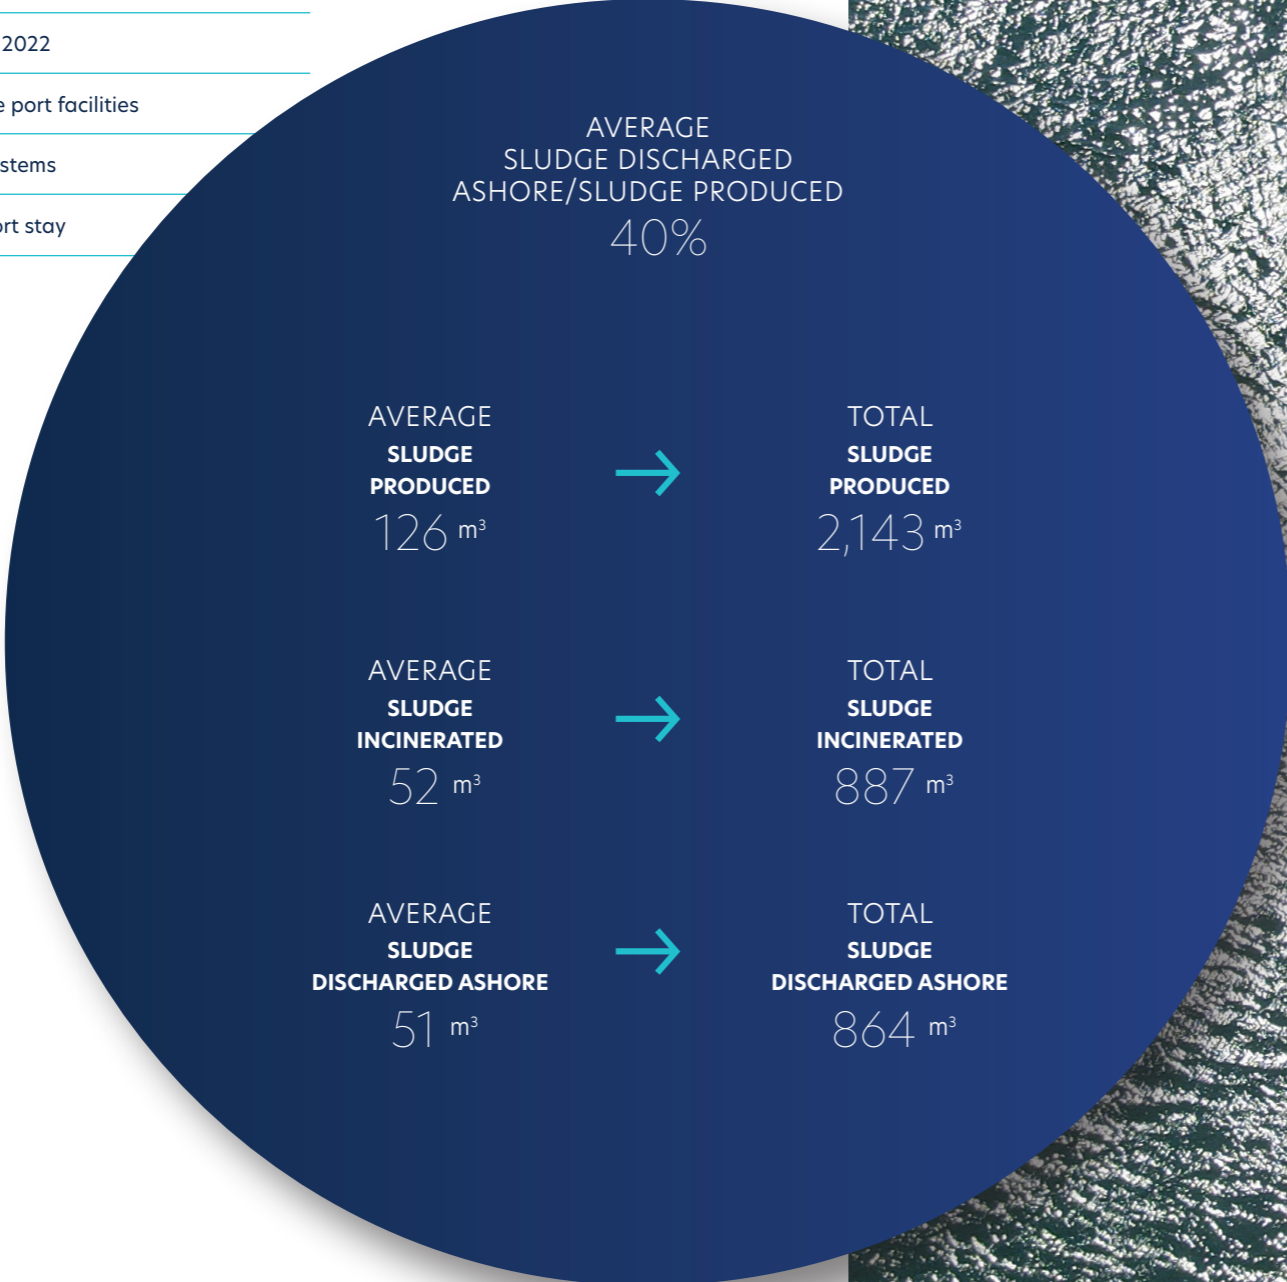 2022
port facilities
ort stay
AVERAGE
SLUDGE DISCHARGED
ASHORE/SLUDGE PRODUCED
40%
AVERAGE
SLUDGE
PRODUCED
126 m³
TOTAL
SLUDGE
PRODUCED
2,143 m³
AVERAGE
SLUDGE
INCINERATED
52 m³
TOTAL
SLUDGE
INCINERATED
887 m³
AVERAGE
SLUDGE
DISCHARGED ASHORE
51 m³
TOTAL
SLUDGE
DISCHARGED ASHORE
864 m³